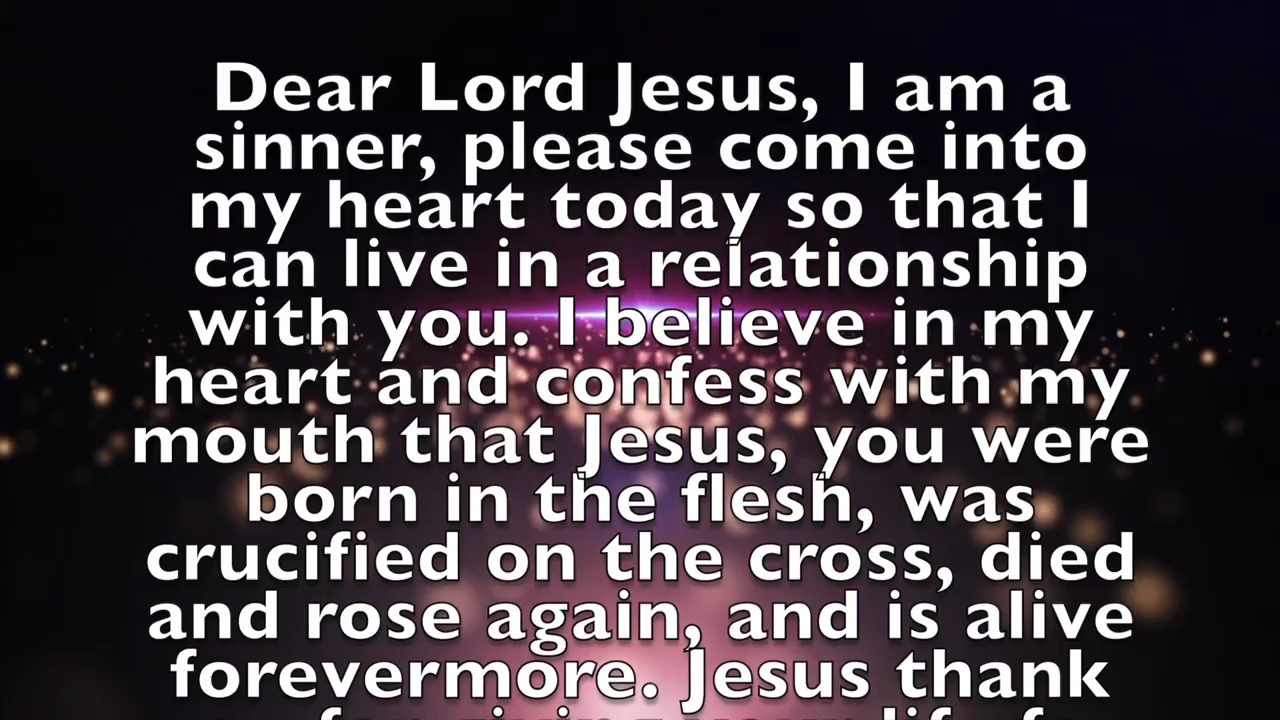 Dear Lord Jesus, I am a
sinner, please come into
my heart today so that I
can live in a relationship
with you. I believe in my
heart and confess with my
mouth that Jesus, you were
born in the flesh, was
crucified on the cross, died
and rose again, and is alive
forevermore. Jesus thank